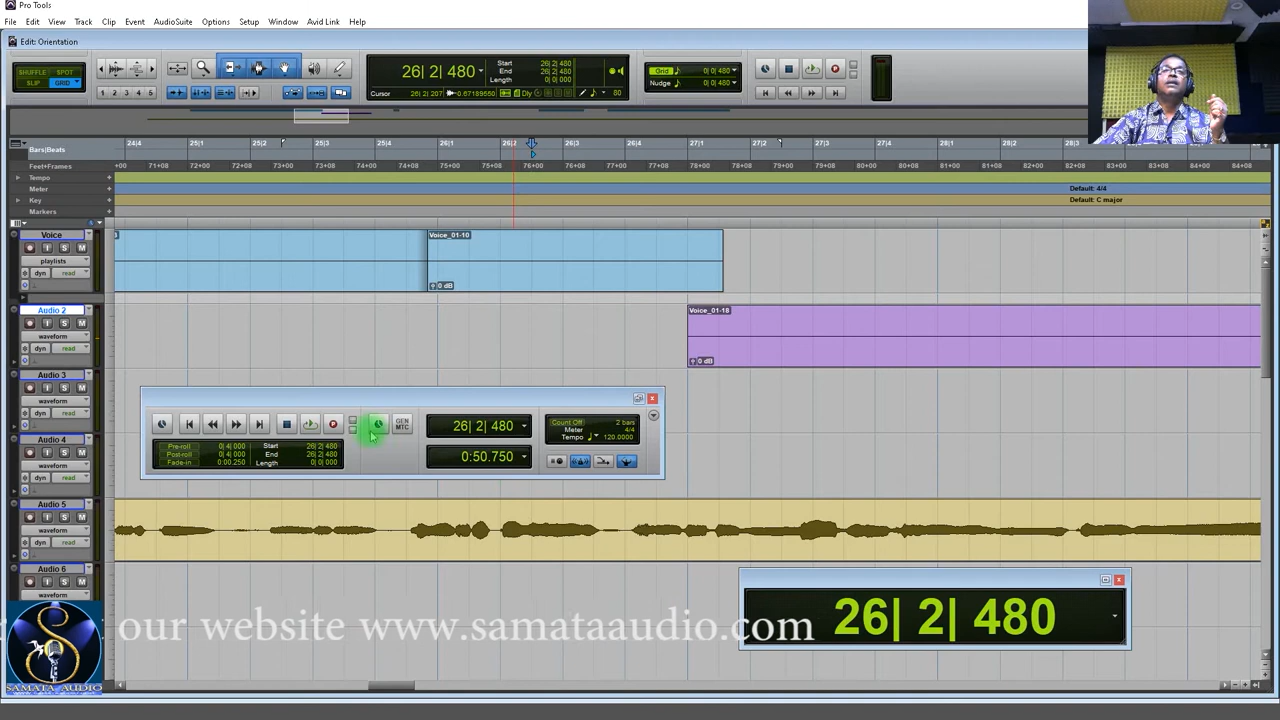 Pro Tools
File Edit View Track Clip Event AudioSuite Options Setup Window Avid Link Help
Edit: Orientation
SHUFFLE SPOT
SLIP GRID
1 2 3 4 5
26| 2| 480
Start 26| 2| 480
End 26| 2| 480
Length 0| 0| 000
Cursor 26| 2| 207 Dly 80
Grid 0| 0| 480
Nudge 0| 0| 480
Bars|Beats 24|4 25|1 25|2 25|3 25|4 26|1 26|2 26|3 26|4 27|1 27|2 27|3 27|4 28|1 28|2 28|3 28|4
Feet+Frames +00 71+08 72+00 72+08 73+00 73+08 74+00 74+08 75+00 75+08 76+00 76+08 77+00 77+08 78+00 78+08 79+00 79+08 80+00 80+08 81+00 81+08 82+00 82+08 83+00 83+08 84+00 84+08
Tempo
Meter Default: 4/4
Key Default: C major
Markers
Voice
I S M
playlists
dyn read
Voice_01-10
0 dB
Audio 2
I S M
waveform
dyn read
Voice_01-18
0 dB
Audio 3
I S M
waveform
dyn read
Audio 4
I S M
waveform
dyn read
GEN
MTC
26| 2| 480
Count Off 2 bars
Meter 4/4
Tempo 120.0000
Pre-roll 0| 4| 000 Start 26| 2| 480
Post-roll 0| 4| 000 End 26| 2| 480
Fade-in 0:00.250 Length 0| 0| 000
0:50.750
Audio 5
I S M
waveform
dyn read
Audio 6
I S M
waveform
26| 2| 480
our website www.samataaudio.com
SAMATA AUDIO